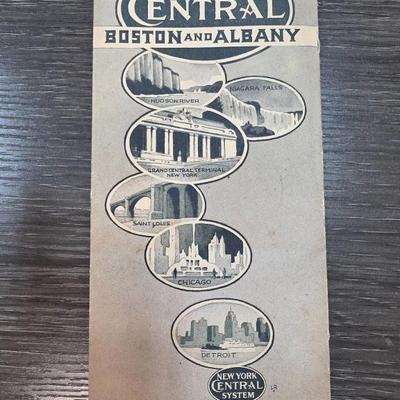 CENTRAL
BOSTON AND ALBANY
HUDSON RIVER
NIAGARA FALLS
GRAND CENTRAL TERMINAL
NEW YORK
SAINT LOUIS
CHICAGO
DETROIT
NEW YORK
CENTRAL
SYSTEM